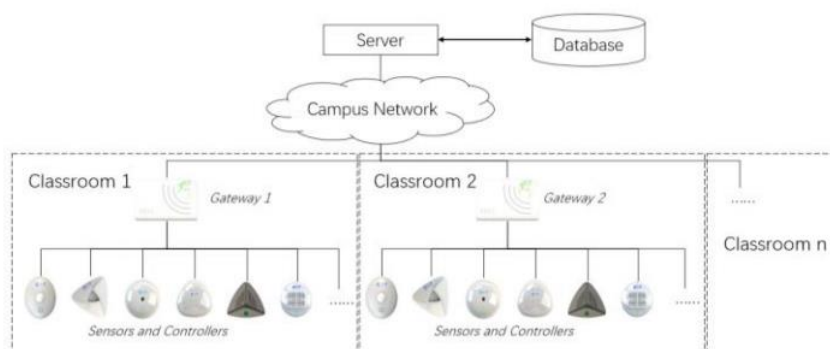 Server
Database
Campus Network
Classroom 1
Gateway 1
Classroom 2
Gateway 2
......
Classroom n
......
......
Sensors and Controllers
Sensors and Controllers